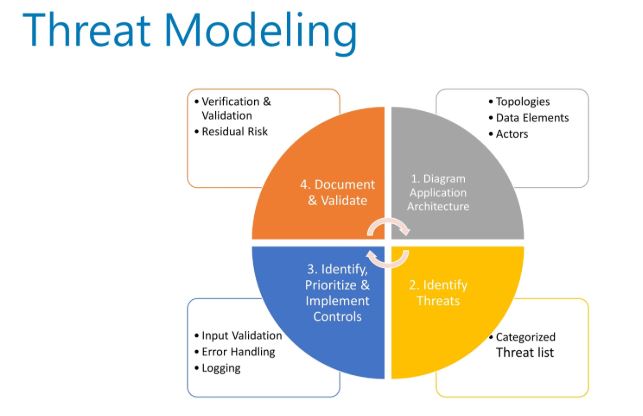 Threat Modeling
• Verification &
Validation
• Residual Risk
• Topologies
• Data Elements
• Actors
4. Document
& Validate
1. Diagram
Application
Architecture
3. Identify,
Prioritize &
Implement
Controls
2. Identify
Threats
• Input Validation
• Error Handling
• Logging
• Categorized
Threat list